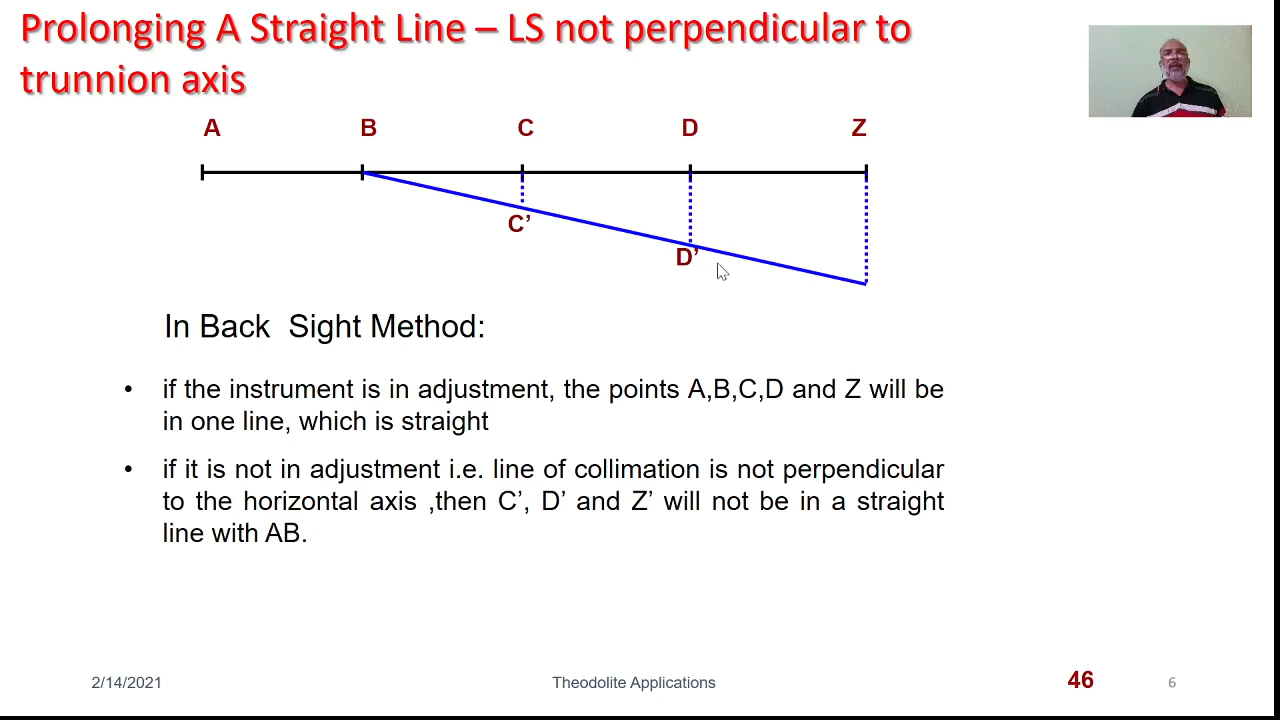 Prolonging A Straight Line – LS not perpendicular to
trunnion axis
A B C D Z
C’
D’
In Back Sight Method:
• if the instrument is in adjustment, the points A,B,C,D and Z will be
in one line, which is straight
• if it is not in adjustment i.e. line of collimation is not perpendicular
to the horizontal axis ,then C’, D’ and Z’ will not be in a straight
line with AB.
2/14/2021 Theodolite Applications 46 6